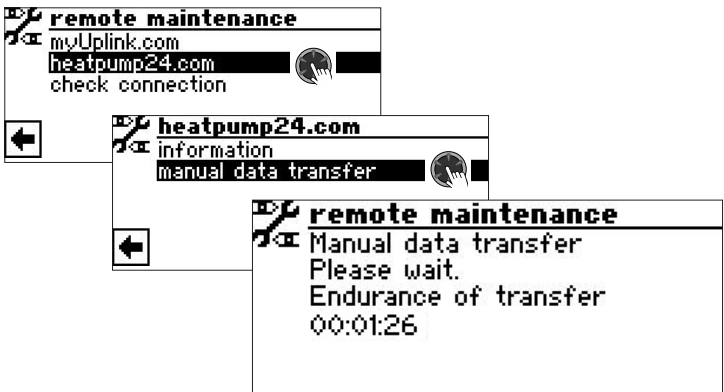 remote maintenance
myUplink.com
heatpump24.com
check connection
heatpump24.com
information
manual data transfer
remote maintenance
Manual data transfer
Please wait.
Endurance of transfer
00:01:26